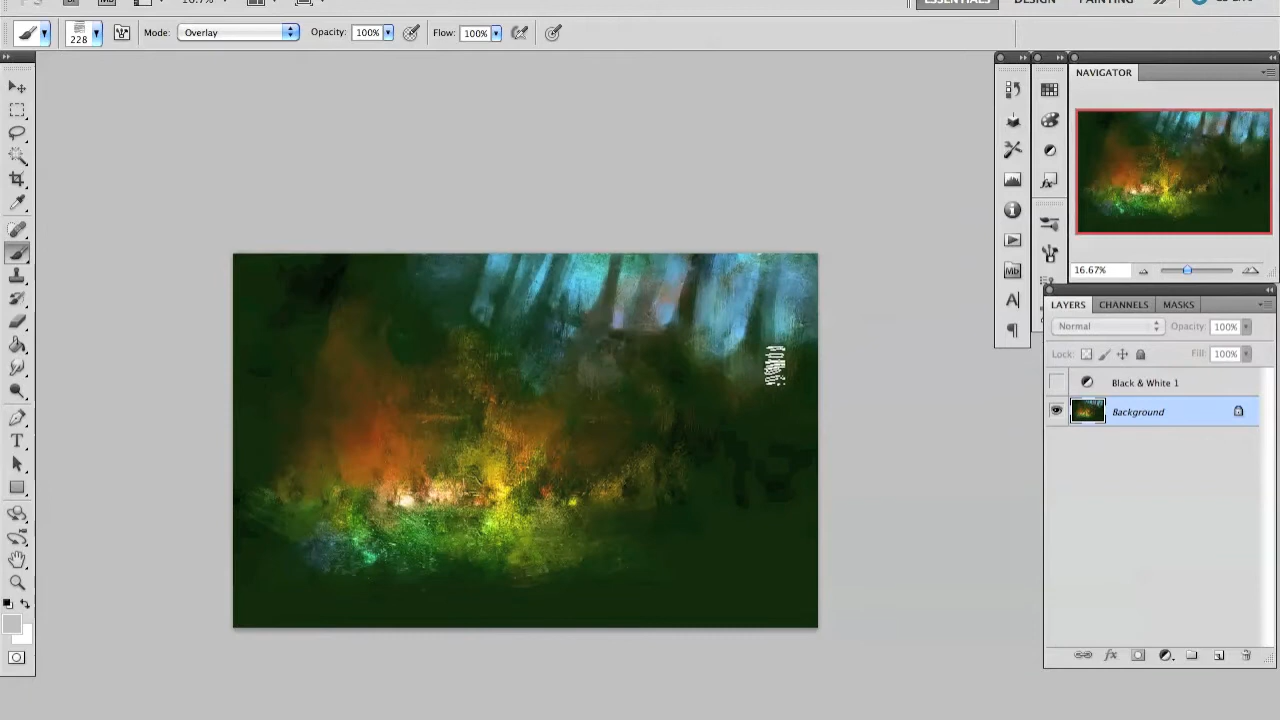 ESSENTIALS DESIGN PAINTING
228 Mode: Overlay Opacity: 100% Flow: 100%
NAVIGATOR
16.67%
LAYERS CHANNELS MASKS
Normal Opacity: 100%
Lock: Fill: 100%
Black & White 1
Background